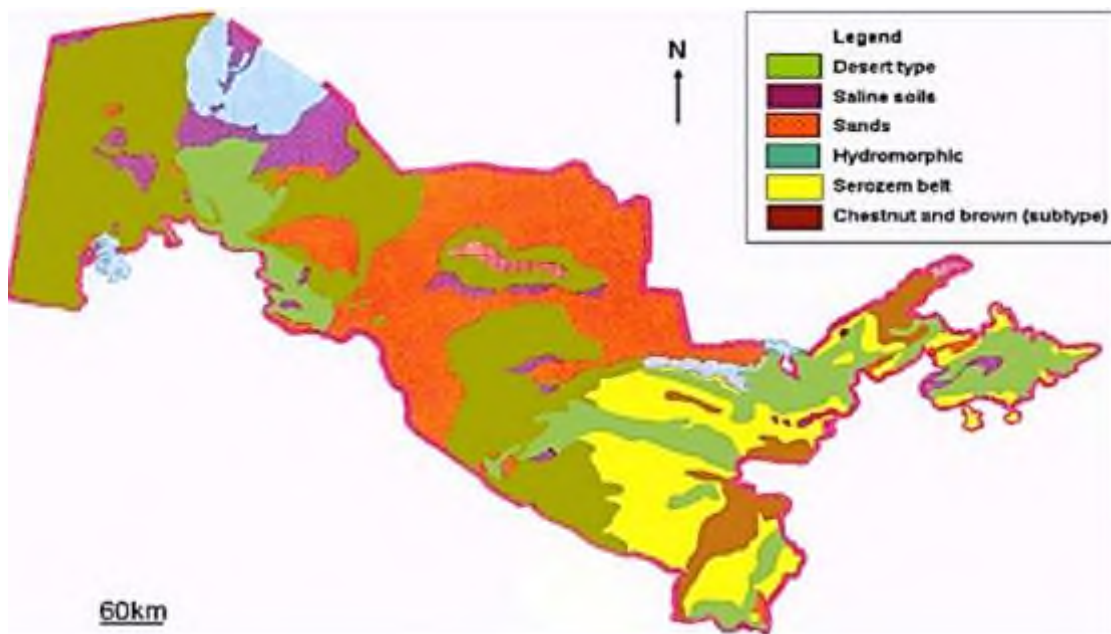 N
Legend
Desert type
Saline soils
Sands
Hydromorphic
Serozem belt
Chestnut and brown (subtype)
60km